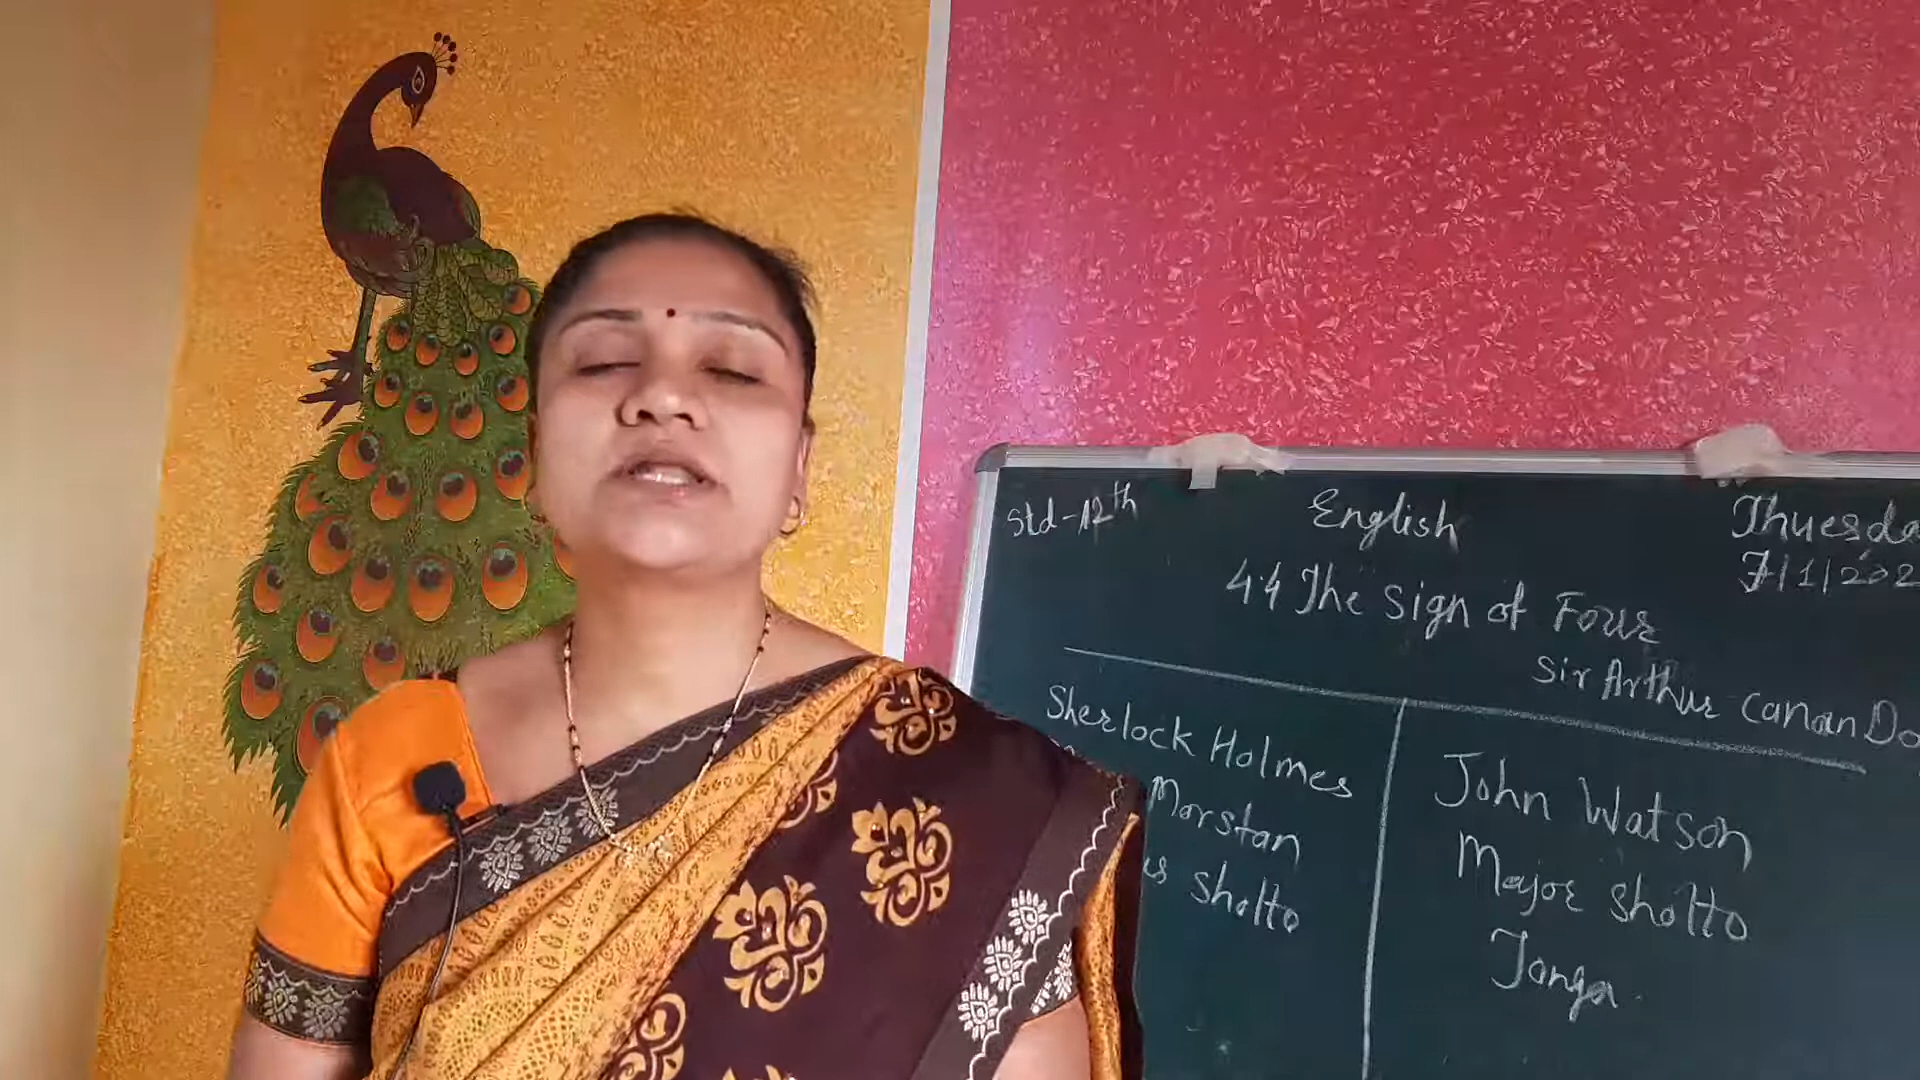 Std-12th English Thuesda
7/1/202
4.4 The Sign of Four
Sir Arthur Canan Do
Sherlock Holmes
Morstan
us Sholto
John Watson
Major Sholto
Tonga